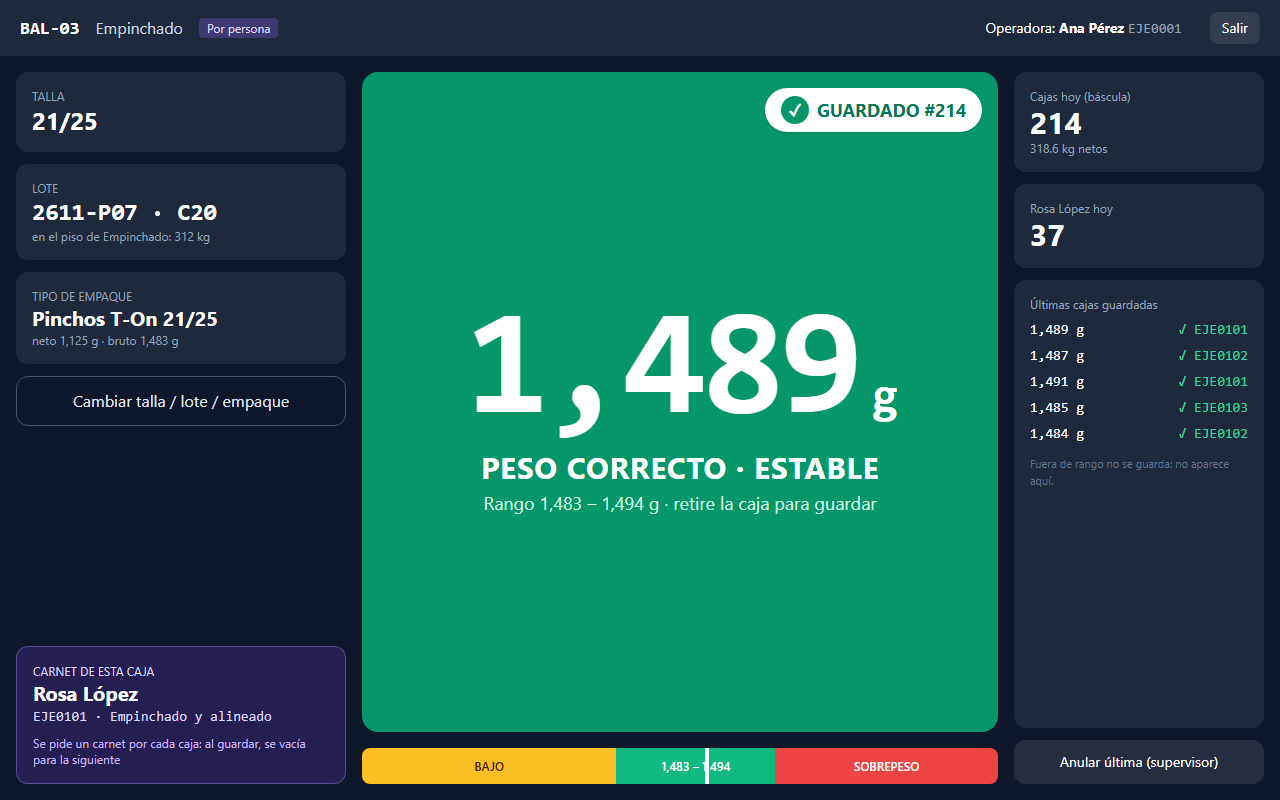 BAL-03 Empinchado Por persona
Operadora: Ana Pérez EJE0001 Salir
TALLA
21/25
LOTE
2611-P07 · C20
en el piso de Empinchado: 312 kg
TIPO DE EMPAQUE
Pinchos T-On 21/25
neto 1,125 g · bruto 1,483 g
Cambiar talla / lote / empaque
CARNET DE ESTA CAJA
Rosa López
EJE0101 · Empinchado y alineado
Se pide un carnet por cada caja: al guardar, se vacía
para la siguiente
✓ GUARDADO #214
1,489 g
PESO CORRECTO · ESTABLE
Rango 1,483 – 1,494 g · retire la caja para guardar
BAJO
1,483 – 1,494
SOBREPESO
Cajas hoy (báscula)
214
318.6 kg netos
Rosa López hoy
37
Últimas cajas guardadas
1,489 g ✓ EJE0101
1,487 g ✓ EJE0102
1,491 g ✓ EJE0101
1,485 g ✓ EJE0103
1,484 g ✓ EJE0102
Fuera de rango no se guarda: no aparece
aquí.
Anular última (supervisor)